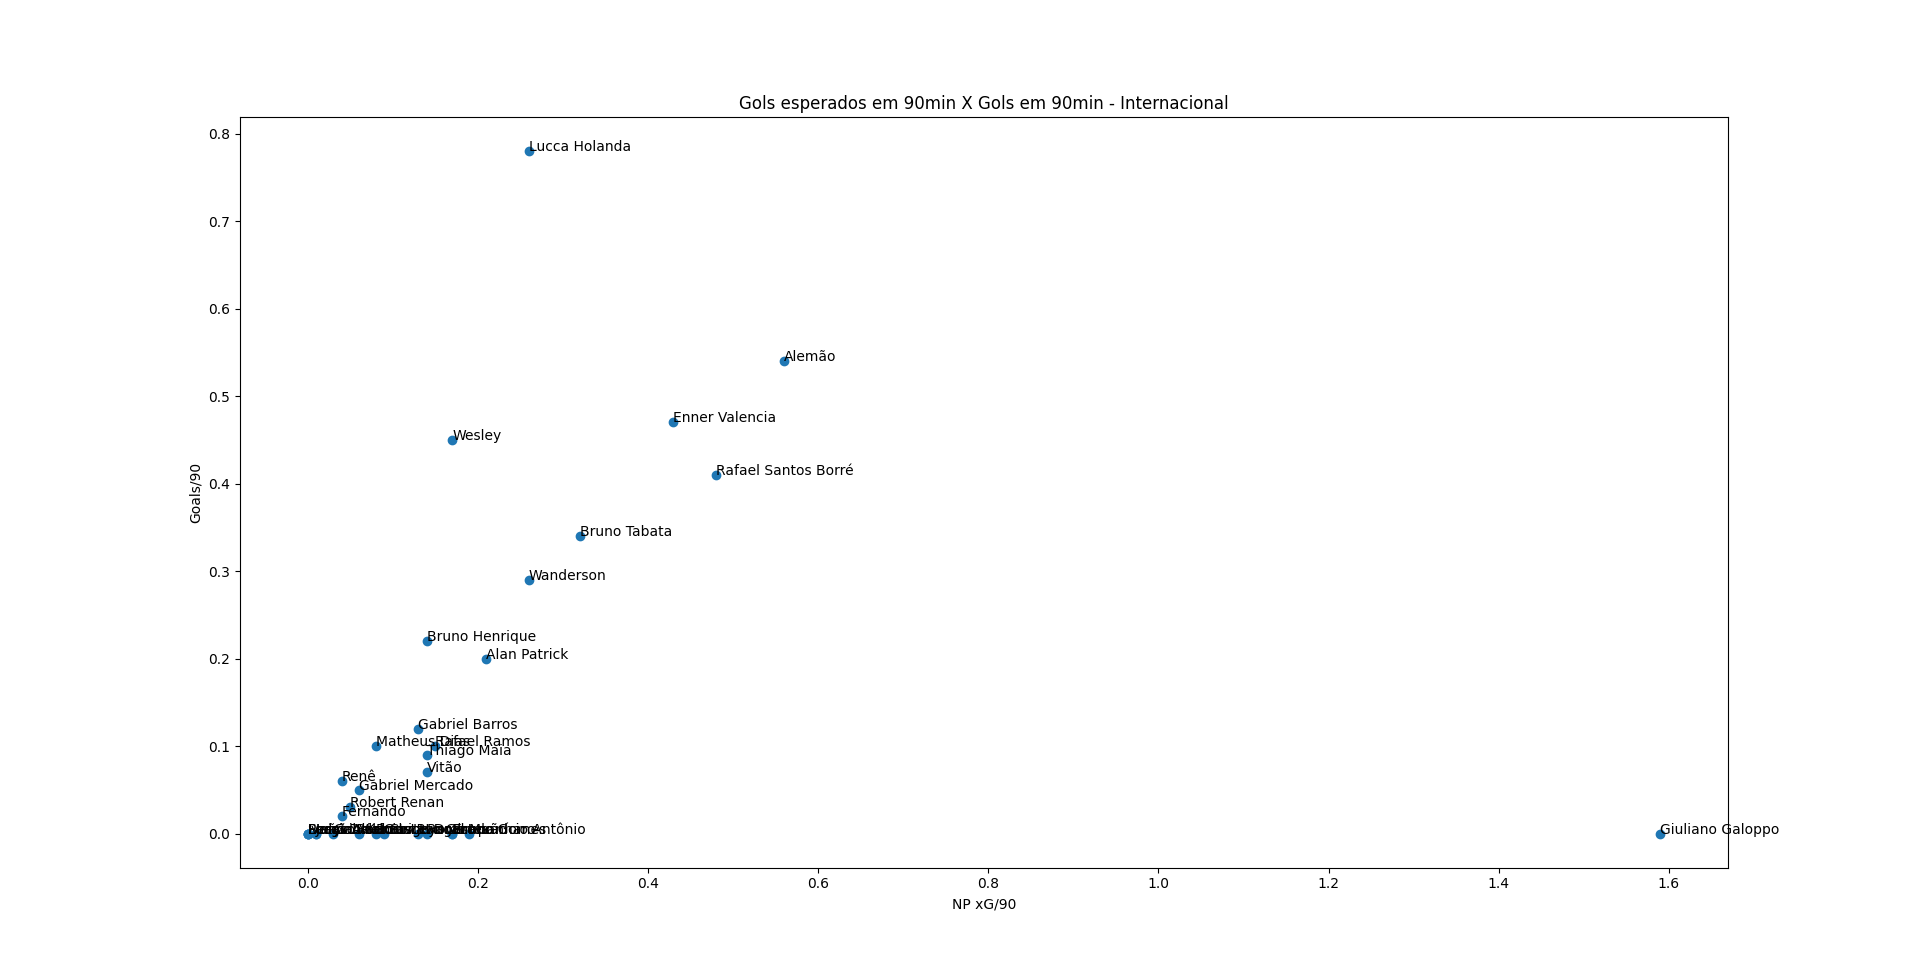 Gols esperados em 90min X Gols em 90min - Internacional
0.8
Lucca Holanda
0.7
0.6
Alemão
0.5
Enner Valencia
Wesley
Rafael Santos Borré
Goals/90
0.4
Bruno Tabata
0.3
Wanderson
Bruno Henrique
Alan Patrick
0.2
Gabriel Barros
Matheus Dias
Rafael Ramos
0.1
Thiago Maia
Vitão
Renê
Gabriel Mercado
Robert Renan
Fernando
Antônio
Giuliano Galoppo
0.0
0.0 0.2 0.4 0.6 0.8 1.0 1.2 1.4 1.6
NP xG/90